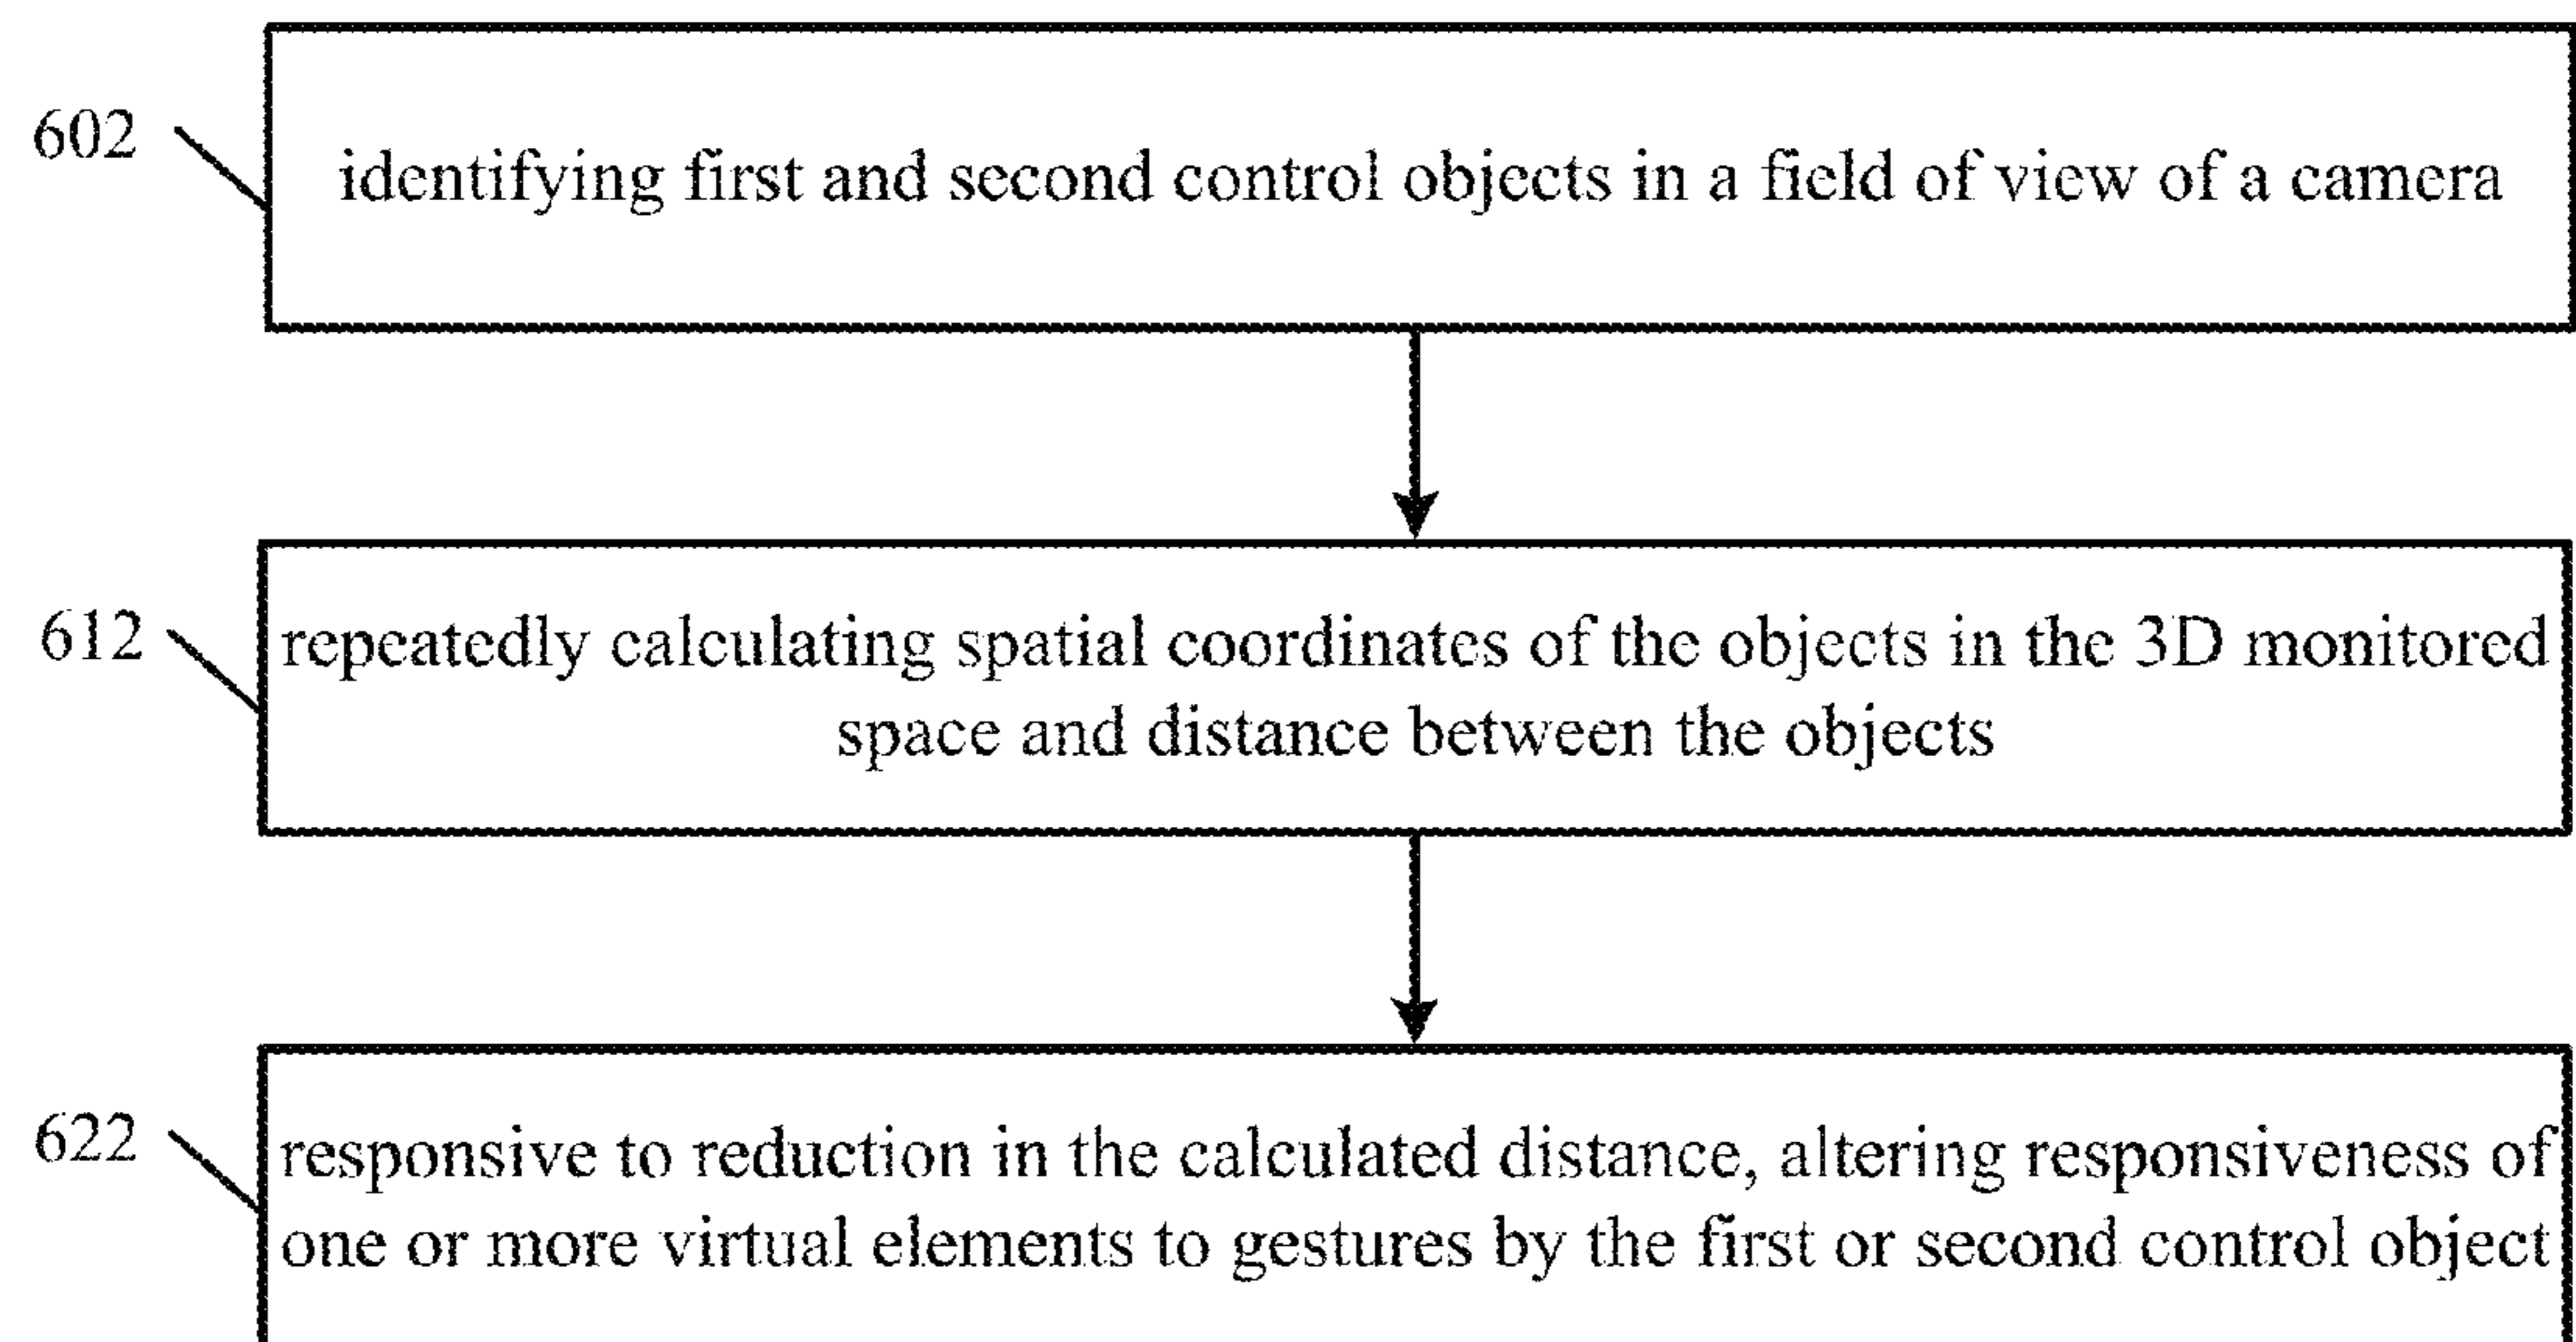 602
identifying first and second control objects in a field of view of a camera
612
repeatedly calculating spatial coordinates of the objects in the 3D monitored
space and distance between the objects
622
responsive to reduction in the calculated distance, altering responsiveness of
one or more virtual elements to gestures by the first or second control object